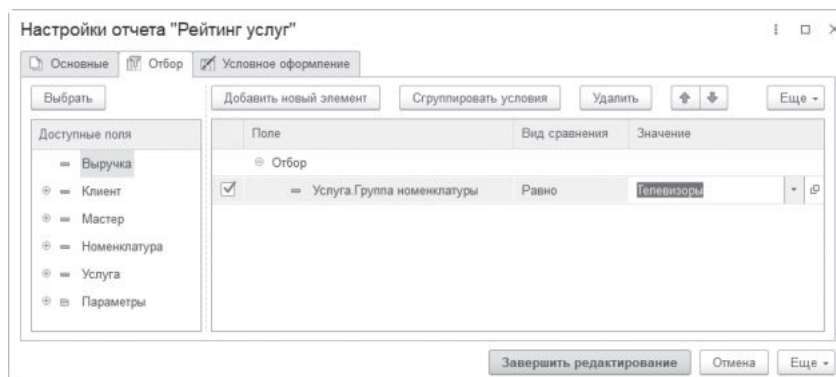 Настройки отчета "Рейтинг услуг"
Основные Отбор Условное оформление
Выбрать Добавить новый элемент Сгруппировать условия Удалить Еще
Доступные поля Поле Вид сравнения Значение
Выручка Отбор
Клиент Услуга.Группа номенклатуры Равно Телевизоры
Мастер
Номенклатура
Услуга
Параметры
Завершить редактирование Отмена Еще